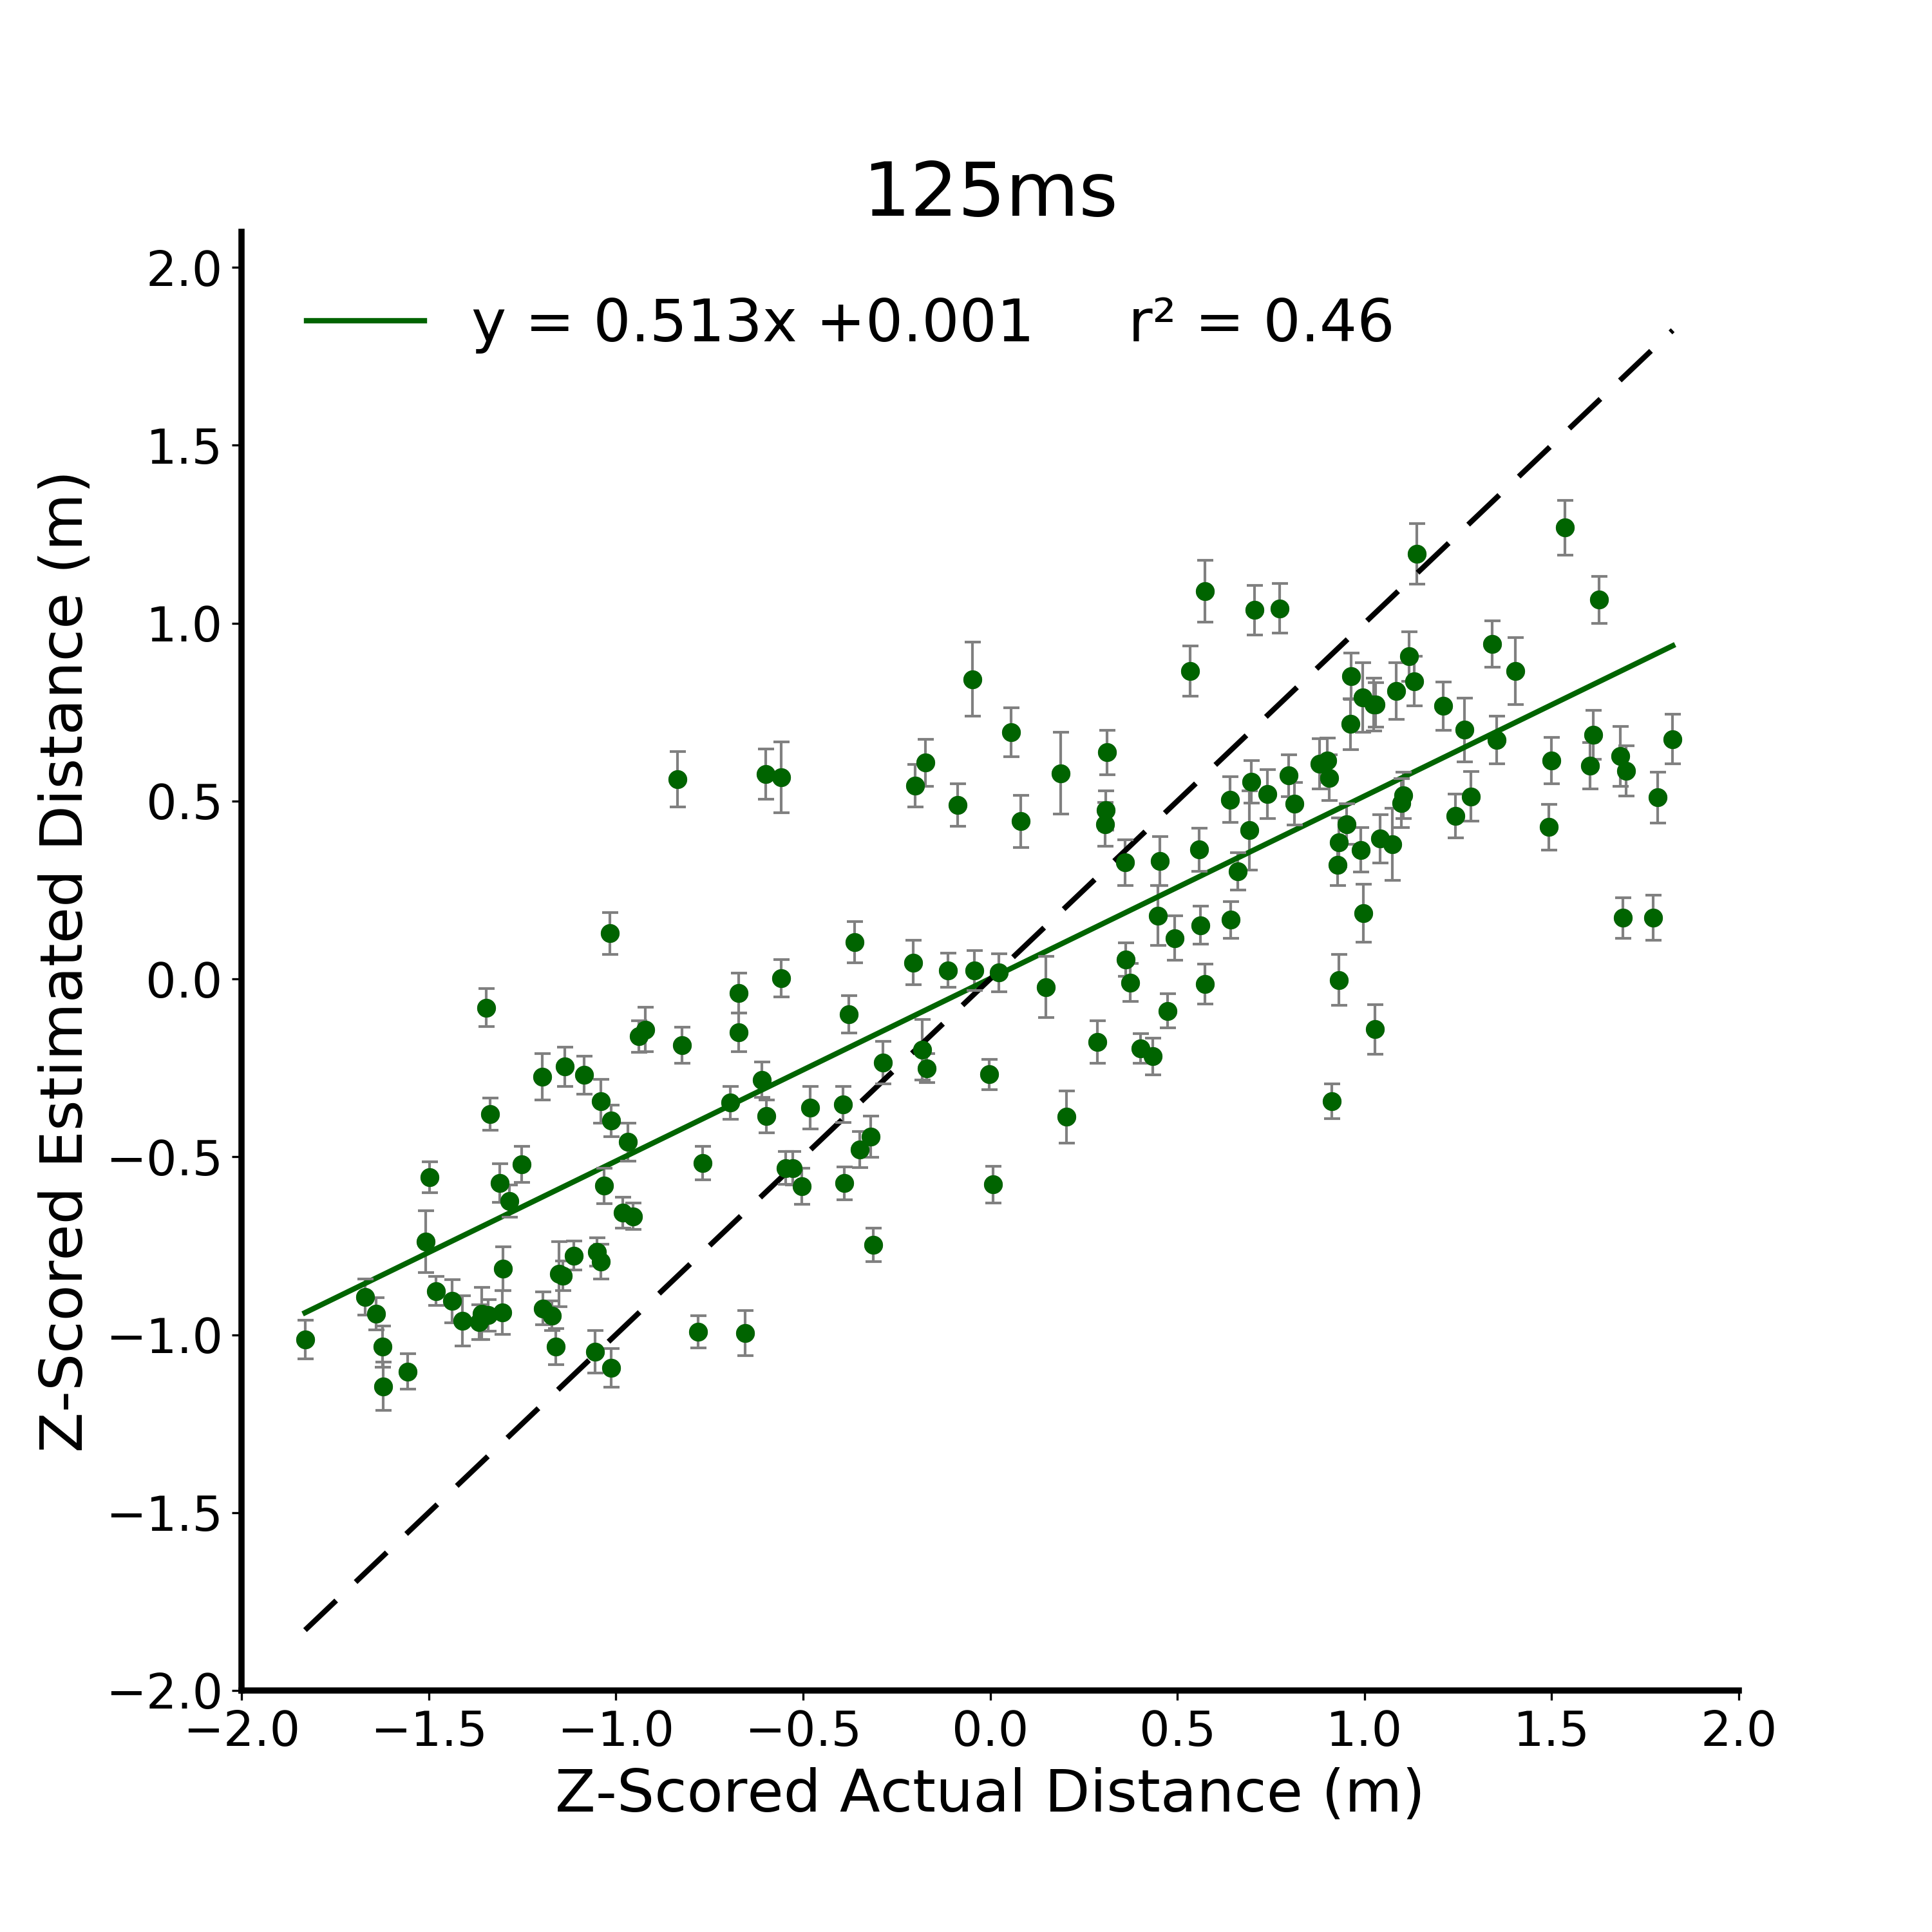 125ms
y = 0.513x +0.001 r² = 0.46
2.0
1.5
1.0
0.5
0.0
−0.5
−1.0
−1.5
−2.0
Z-Scored Estimated Distance (m)
−2.0 −1.5 −1.0 −0.5 0.0 0.5 1.0 1.5 2.0
Z-Scored Actual Distance (m)